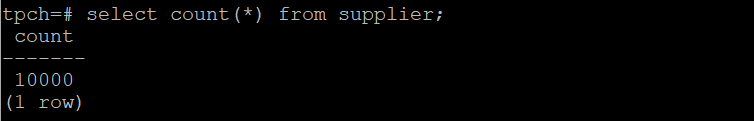 tpch=# select count(*) from supplier;
count
-------
10000
(1 row)